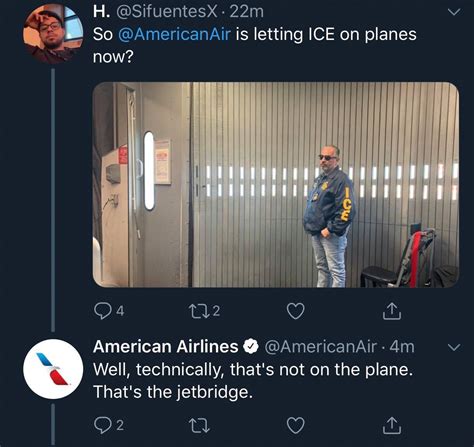 H. @SifuentesX · 22m
So @AmericanAir is letting ICE on planes
now?
ICE
4
2
American Airlines @AmericanAir · 4m
Well, technically, that's not on the plane.
That's the jetbridge.
2